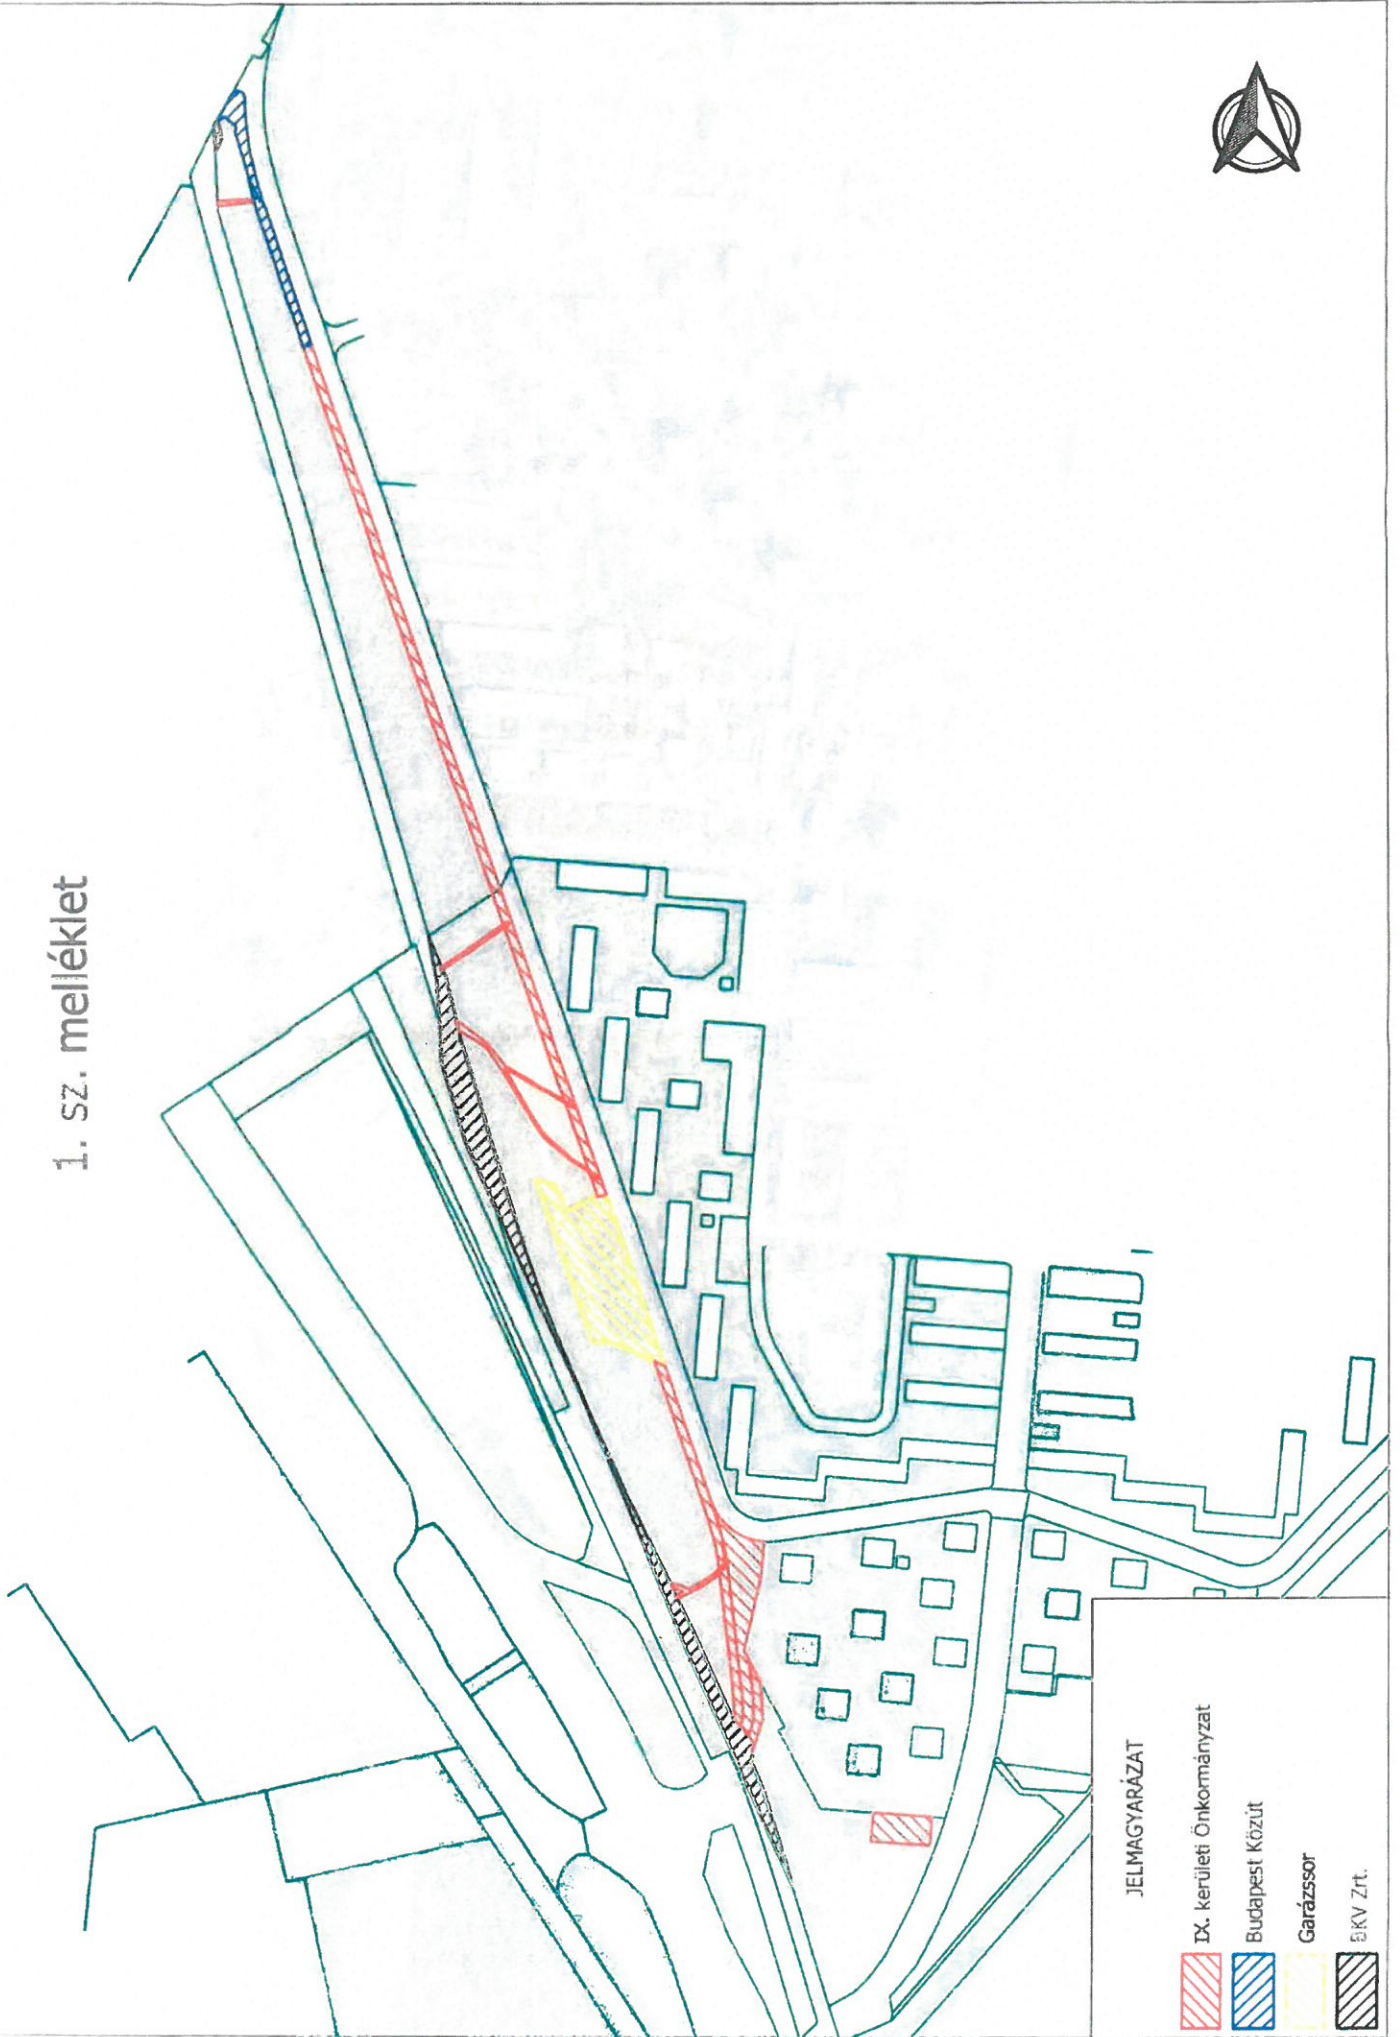 1. sz. melléklet
JELMAGYARÁZAT
IX. kerületi Önkormányzat
Budapest Közút
Garázssor
BKV Zrt.